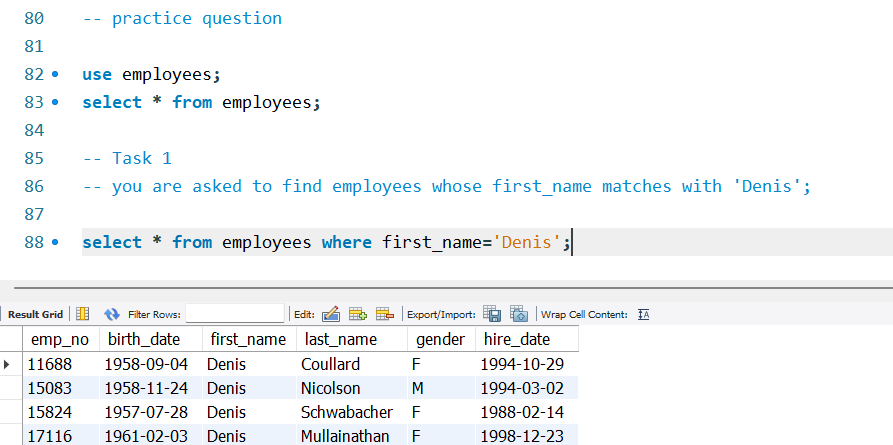 80 -- practice question
81
82 use employees;
83 select * from employees;
84
85 -- Task 1
86 -- you are asked to find employees whose first_name matches with 'Denis';
87
88 select * from employees where first_name='Denis';
Result Grid Filter Rows: Edit: Export/Import: Wrap Cell Content: IA
emp_no birth_date first_name last_name gender hire_date
11688 1958-09-04 Denis Coullard F 1994-10-29
15083 1958-11-24 Denis Nicolson M 1994-03-02
15824 1957-07-28 Denis Schwabacher F 1988-02-14
17116 1961-02-03 Denis Mullainathan F 1998-12-23